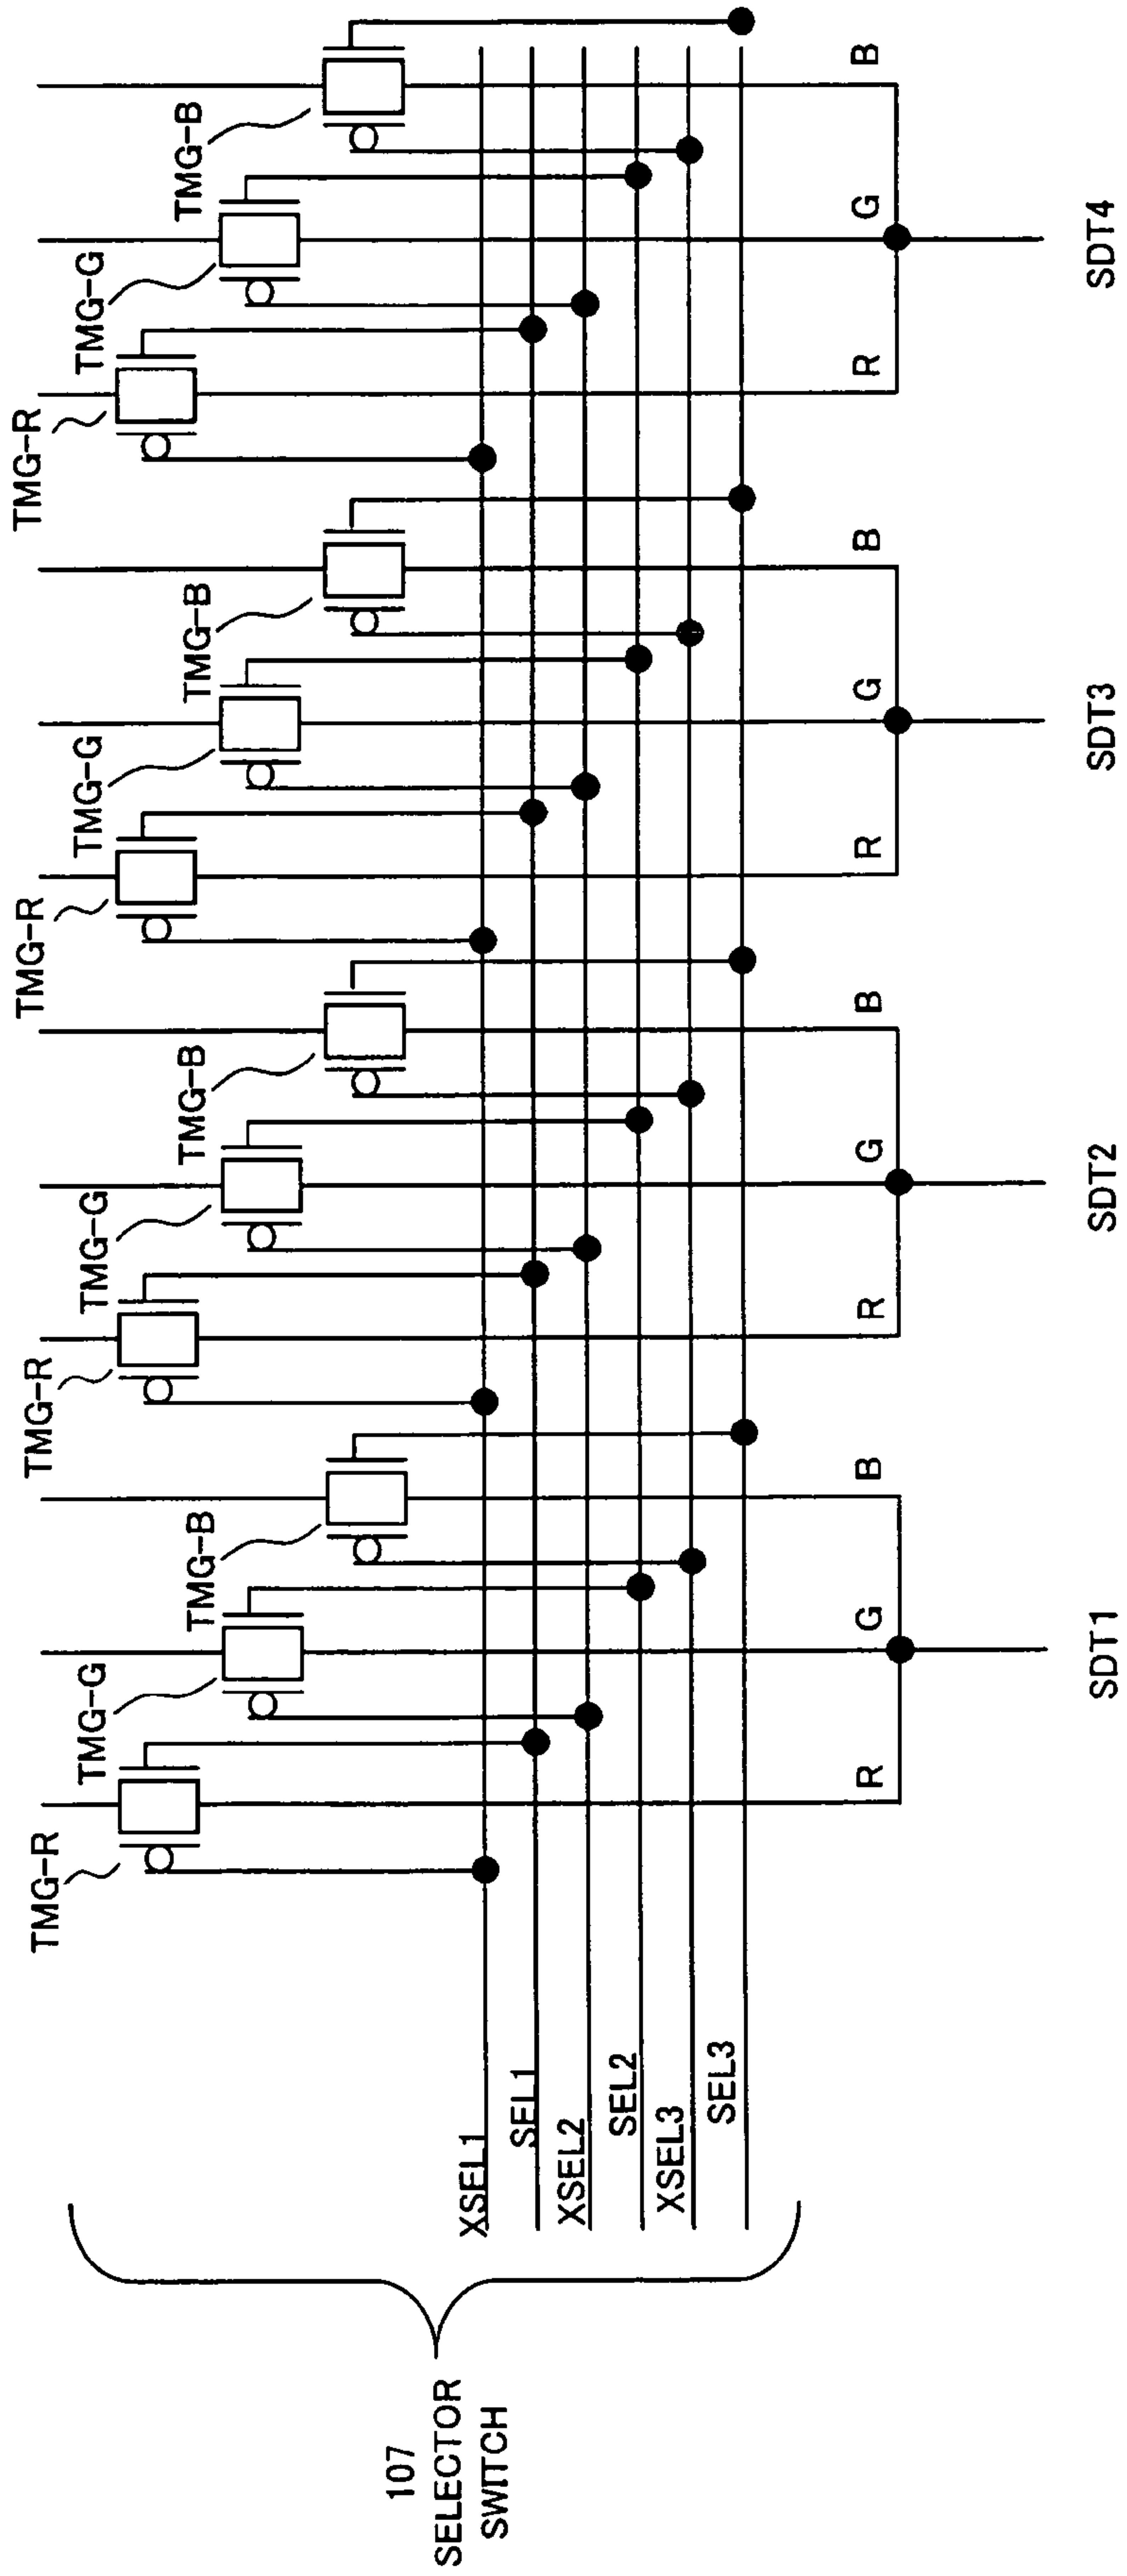 107
SELECTOR
SWITCH
XSEL1
SEL1
XSEL2
SEL2
XSEL3
SEL3
TMG-R
TMG-G
TMG-B
TMG-R
TMG-G
TMG-B
TMG-R
TMG-G
TMG-B
TMG-R
TMG-G
TMG-B
R
G
B
R
G
B
R
G
B
R
G
B
SDT1
SDT2
SDT3
SDT4